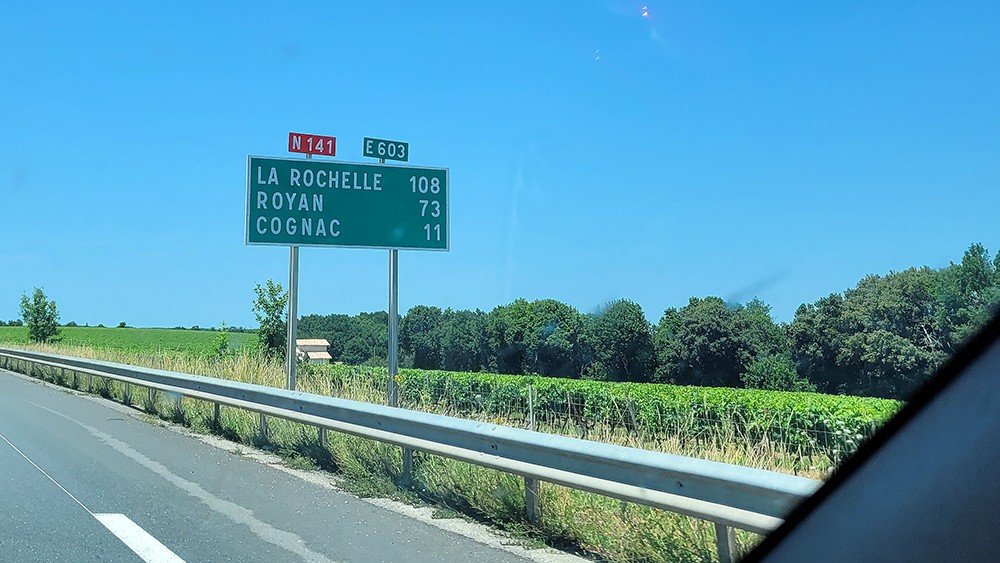 N 141
E 603
LA ROCHELLE 108
ROYAN 73
COGNAC 11